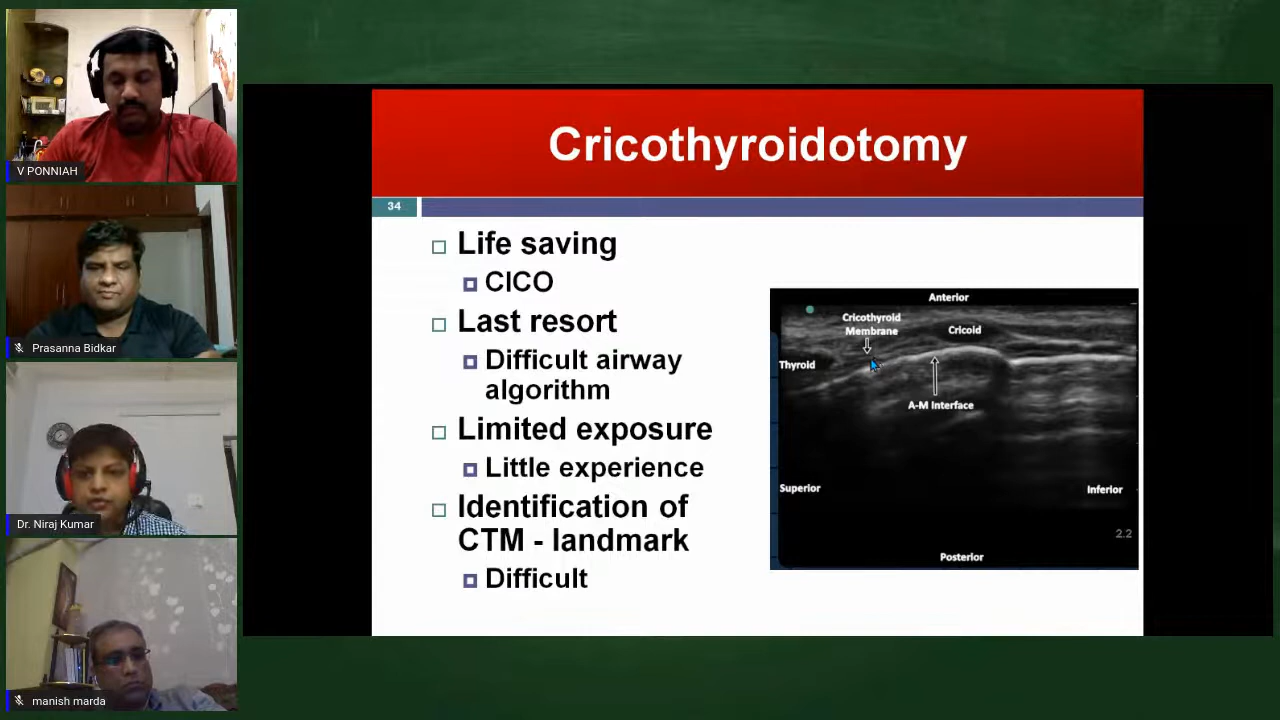 V PONNIAH
Prasanna Bidkar
Dr. Niraj Kumar
manish marda
Cricothyroidotomy
34
Life saving
CICO
Last resort
Difficult airway
algorithm
Limited exposure
Little experience
Identification of
CTM - landmark
Difficult
Anterior
Cricothyroid
Membrane
Cricoid
Thyroid
A-M Interface
Superior
Inferior
2.2
Posterior